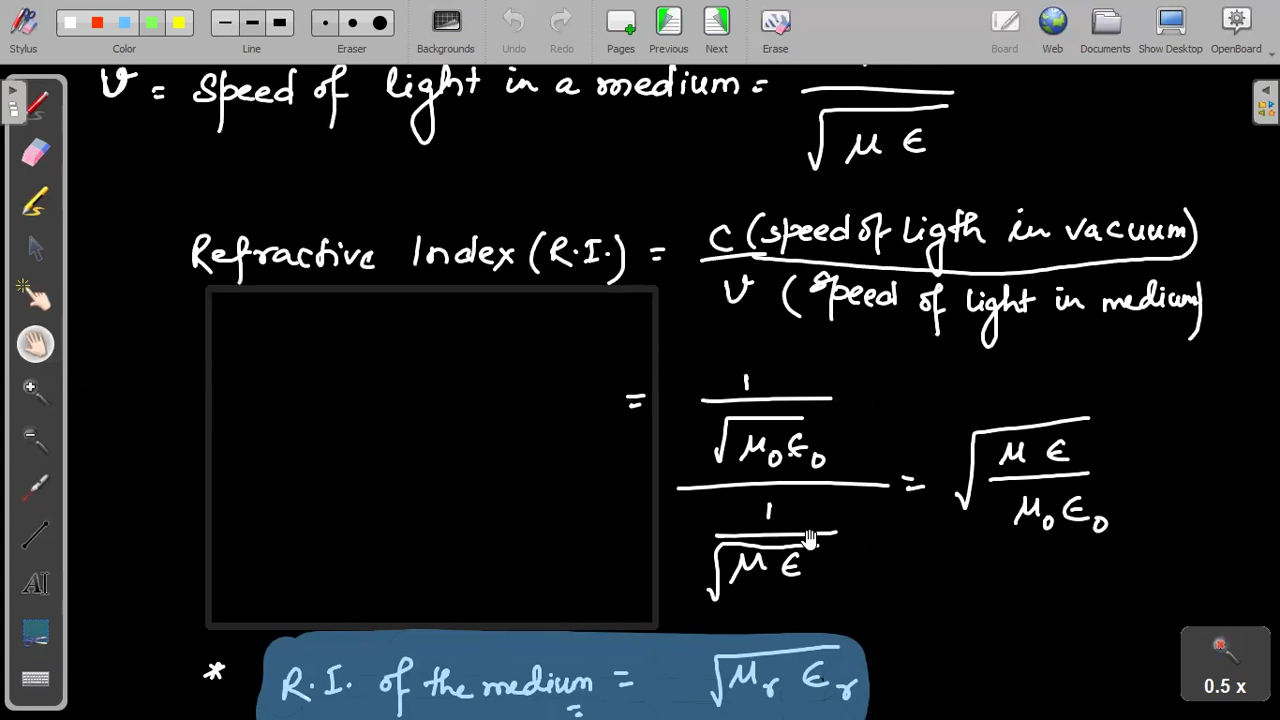 Stylus Color Line Eraser Backgrounds Undo Redo Pages Previous Next Erase Board Web Documents Show Desktop OpenBoard
v = Speed of light in a medium =
√μ ε
Refractive Index (R.I.) = C (speed of Ligth in vacuum)
v (Speed of light in medium)
= 1
√μ₀ε₀
1
√μ ε
= √μ ε
μ₀ ε₀
* R.I. of the medium = √μᵣ εᵣ
0.5 x